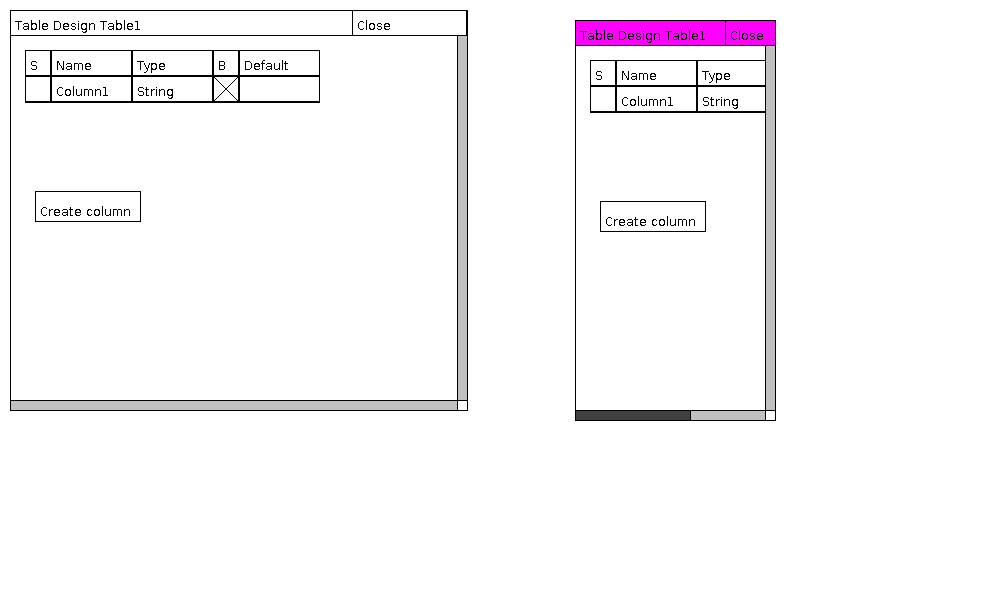 Table Design Table1 Close
S Name Type B Default
Column1 String
Create column
Table Design Table1 Close
S Name Type
Column1 String
Create column